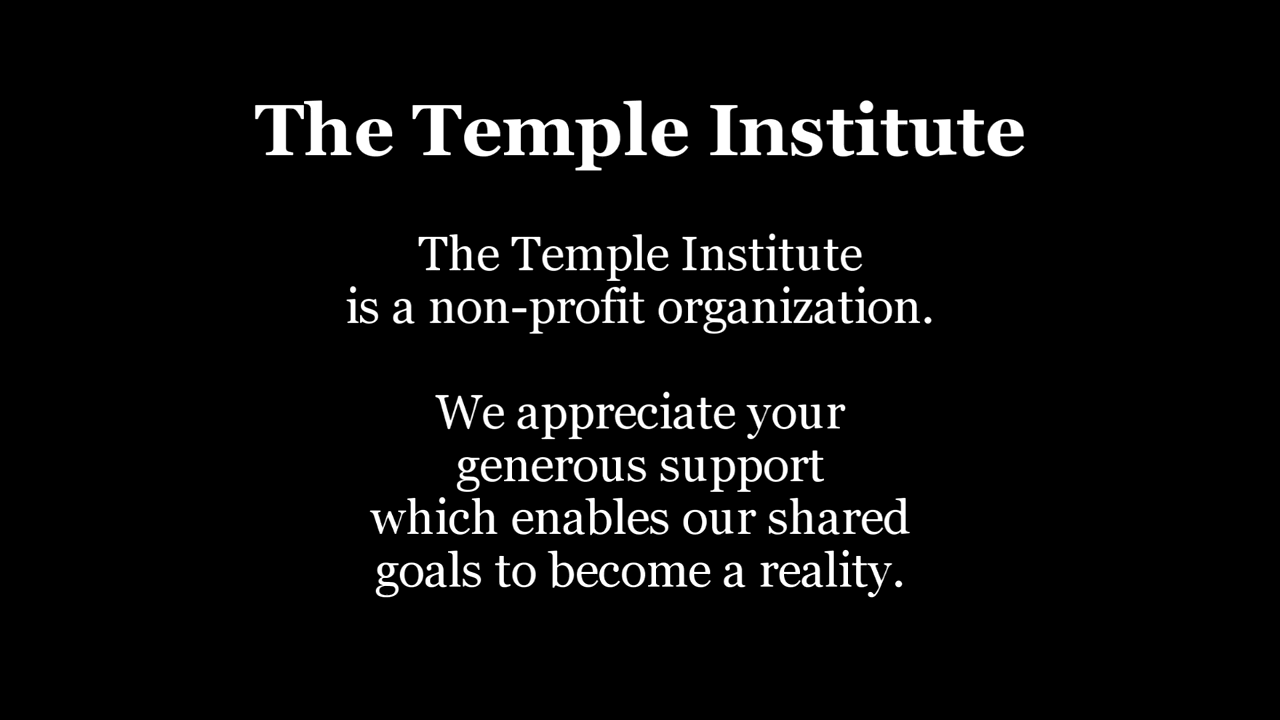 The Temple Institute
The Temple Institute
is a non-profit organization.
We appreciate your
generous support
which enables our shared
goals to become a reality.